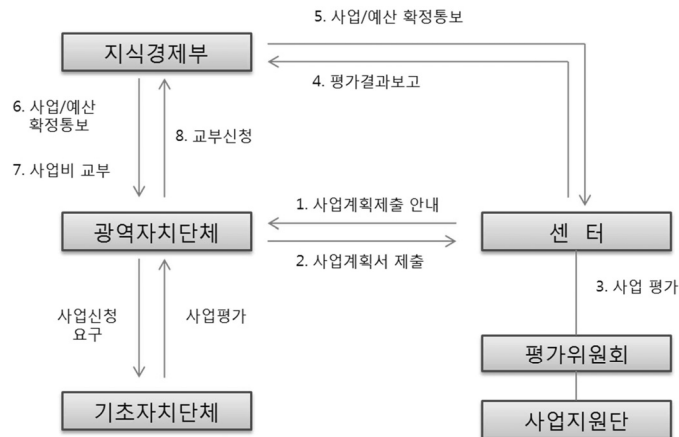 5. 사업/예산 확정통보
지식경제부
4. 평가결과보고
6. 사업/예산
확정통보
8. 교부신청
7. 사업비 교부
1. 사업계획제출 안내
광역자치단체
센 터
2. 사업계획서 제출
3. 사업 평가
사업신청
요구
사업평가
평가위원회
기초자치단체
사업지원단